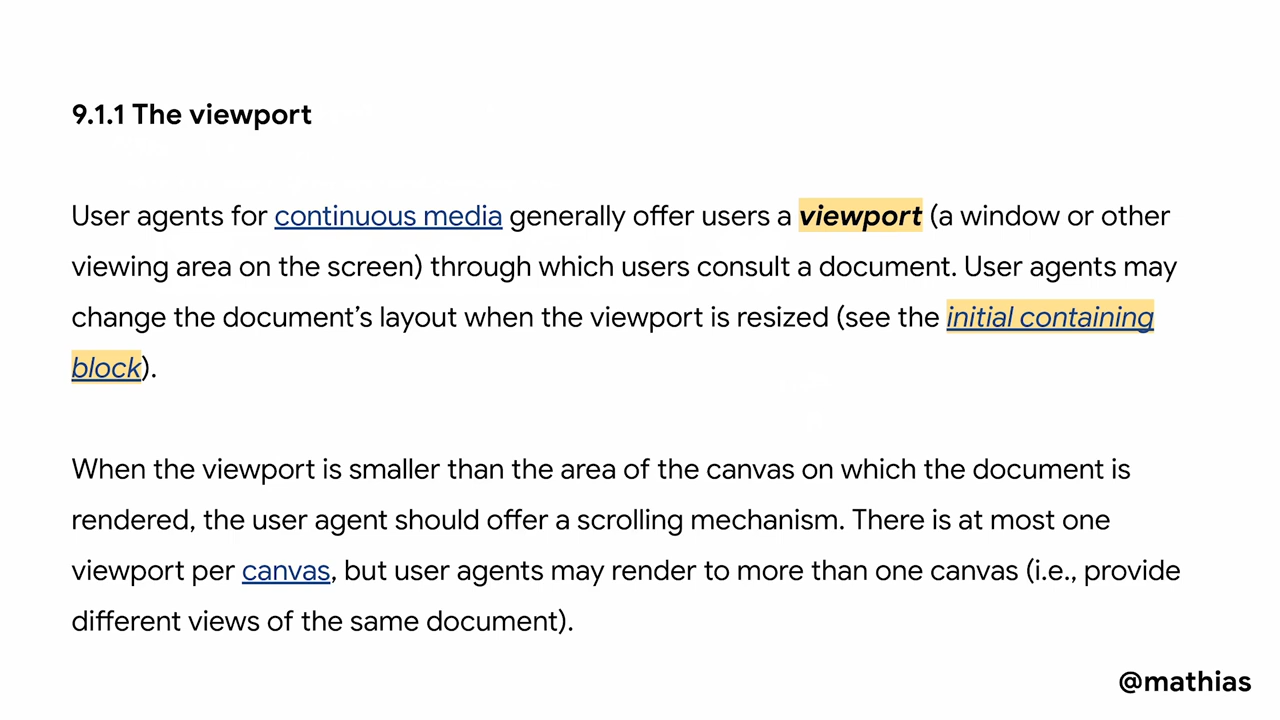 9.1.1 The viewport
User agents for continuous media generally offer users a viewport (a window or other
viewing area on the screen) through which users consult a document. User agents may
change the document’s layout when the viewport is resized (see the initial containing
block).
When the viewport is smaller than the area of the canvas on which the document is
rendered, the user agent should offer a scrolling mechanism. There is at most one
viewport per canvas, but user agents may render to more than one canvas (i.e., provide
different views of the same document).
@mathias